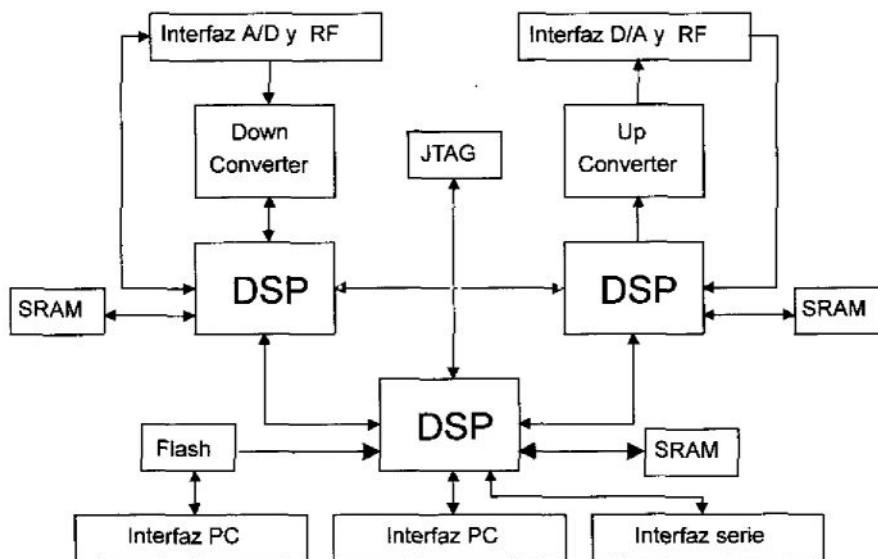 Interfaz A/D y RF
Interfaz D/A y RF
Down
Converter
JTAG
Up
Converter
DSP
DSP
SRAM
SRAM
DSP
Flash
SRAM
Interfaz PC
Interfaz PC
Interfaz serie